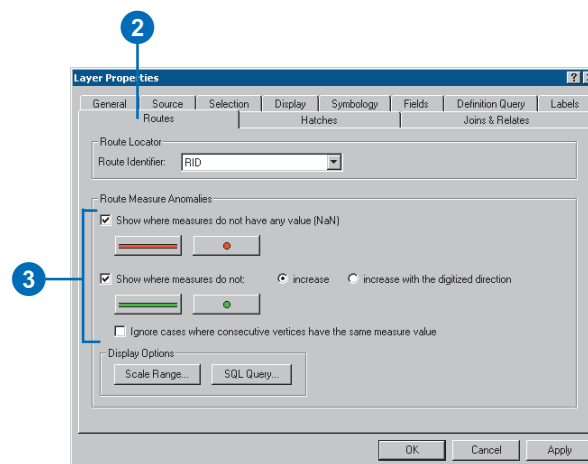 2
Layer Properties
General Source Selection Display Symbology Fields Definition Query Labels
Routes Hatches Joins & Relates
Route Locator
Route Identifier: RID
Route Measure Anomalies
Show where measures do not have any value (NaN)
3
Show where measures do not: increase increase with the digitized direction
Ignore cases where consecutive vertices have the same measure value
Display Options
Scale Range... SQL Query...
OK Cancel Apply